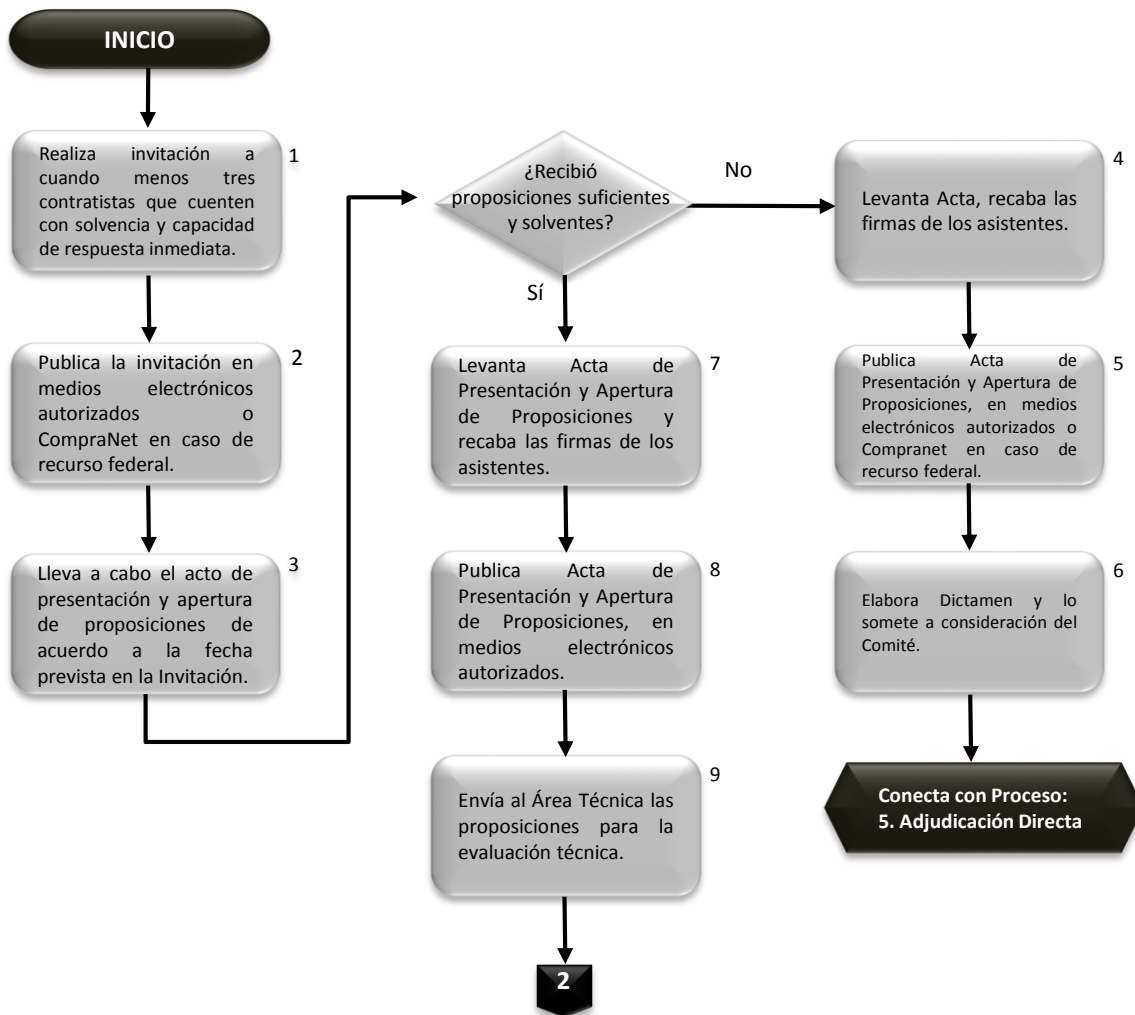 INICIO
1
Realiza invitación a
cuando menos tres
contratistas que cuenten
con solvencia y capacidad
de respuesta inmediata.
2
Publica la invitación en
medios electrónicos
autorizados o
CompraNet en caso de
recurso federal.
3
Lleva a cabo el acto de
presentación y apertura
de proposiciones de
acuerdo a la fecha
prevista en la Invitación.
¿Recibió
proposiciones suficientes
y solventes?
No
Sí
4
Levanta Acta, recaba las
firmas de los asistentes.
5
Publica Acta de
Presentación y Apertura de
Proposiciones, en medios
electrónicos autorizados o
Compranet en caso de
recurso federal.
6
Elabora Dictamen y lo
somete a consideración del
Comité.
Conecta con Proceso:
5. Adjudicación Directa
7
Levanta Acta de
Presentación y Apertura
de Proposiciones y
recaba las firmas de los
asistentes.
8
Publica Acta de
Presentación y Apertura
de Proposiciones, en
medios electrónicos
autorizados.
9
Envía al Área Técnica las
proposiciones para la
evaluación técnica.
2